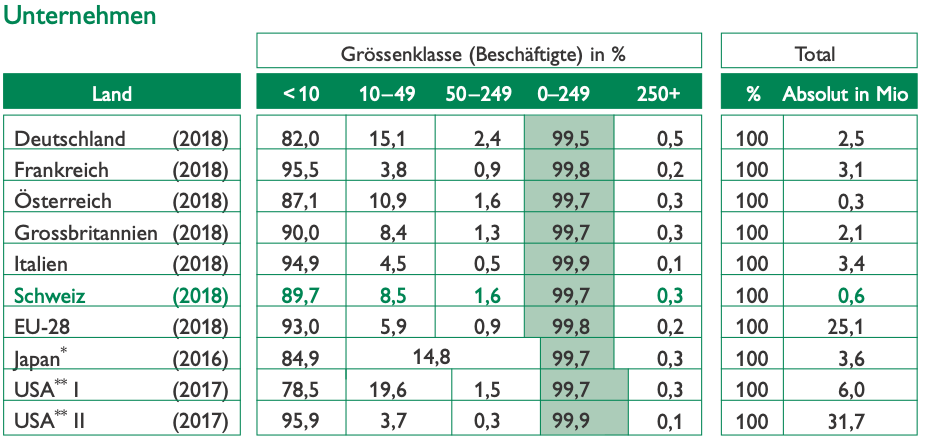 Unternehmen
Grössenklasse (Beschäftigte) in % Total
Land <10 10–49 50–249 0–249 250+ % Absolut in Mio
Deutschland (2018) 82,0 15,1 2,4 99,5 0,5 100 2,5
Frankreich (2018) 95,5 3,8 0,9 99,8 0,2 100 3,1
Österreich (2018) 87,1 10,9 1,6 99,7 0,3 100 0,3
Grossbritannien (2018) 90,0 8,4 1,3 99,7 0,3 100 2,1
Italien (2018) 94,9 4,5 0,5 99,9 0,1 100 3,4
Schweiz (2018) 89,7 8,5 1,6 99,7 0,3 100 0,6
EU-28 (2018) 93,0 5,9 0,9 99,8 0,2 100 25,1
Japan* (2016) 84,9 14,8 99,7 0,3 100 3,6
USA** I (2017) 78,5 19,6 1,5 99,7 0,3 100 6,0
USA** II (2017) 95,9 3,7 0,3 99,9 0,1 100 31,7